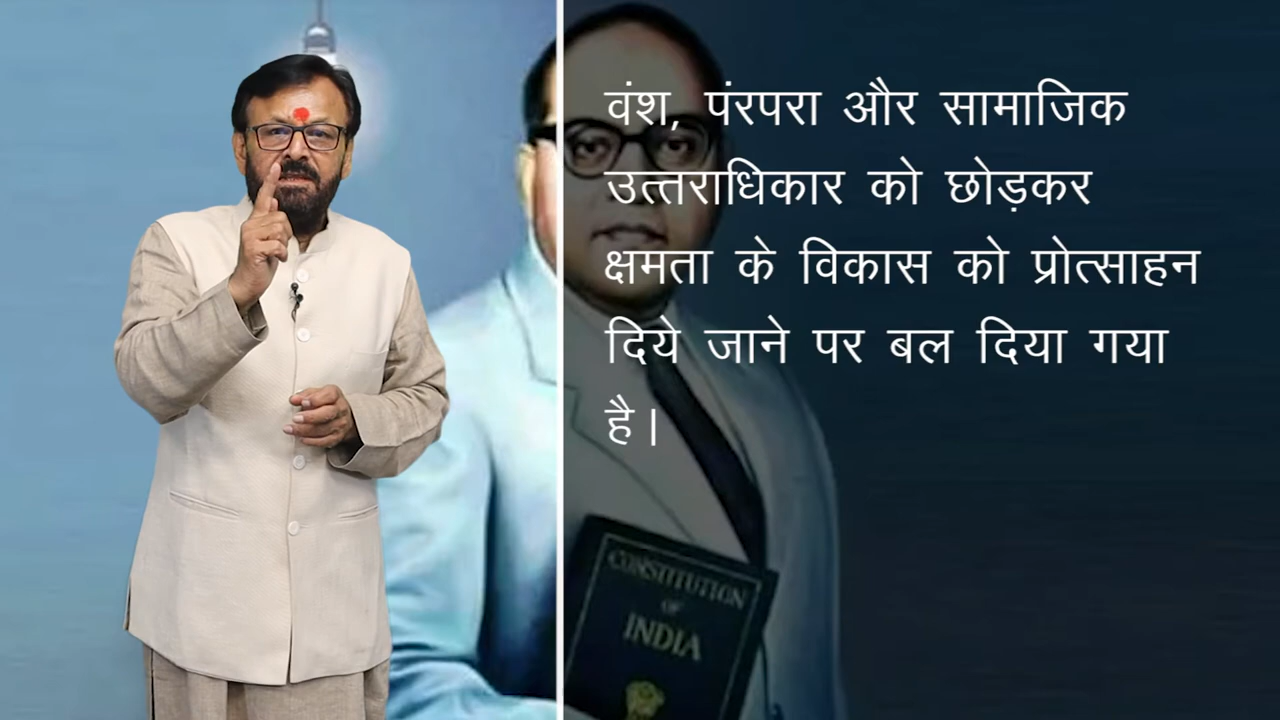 वंश, पंरपरा और सामाजिक
उत्तराधिकार को छोड़कर
क्षमता के विकास को प्रोत्साहन
दिये जाने पर बल दिया गया
है।
CONSTITUTION
OF
INDIA